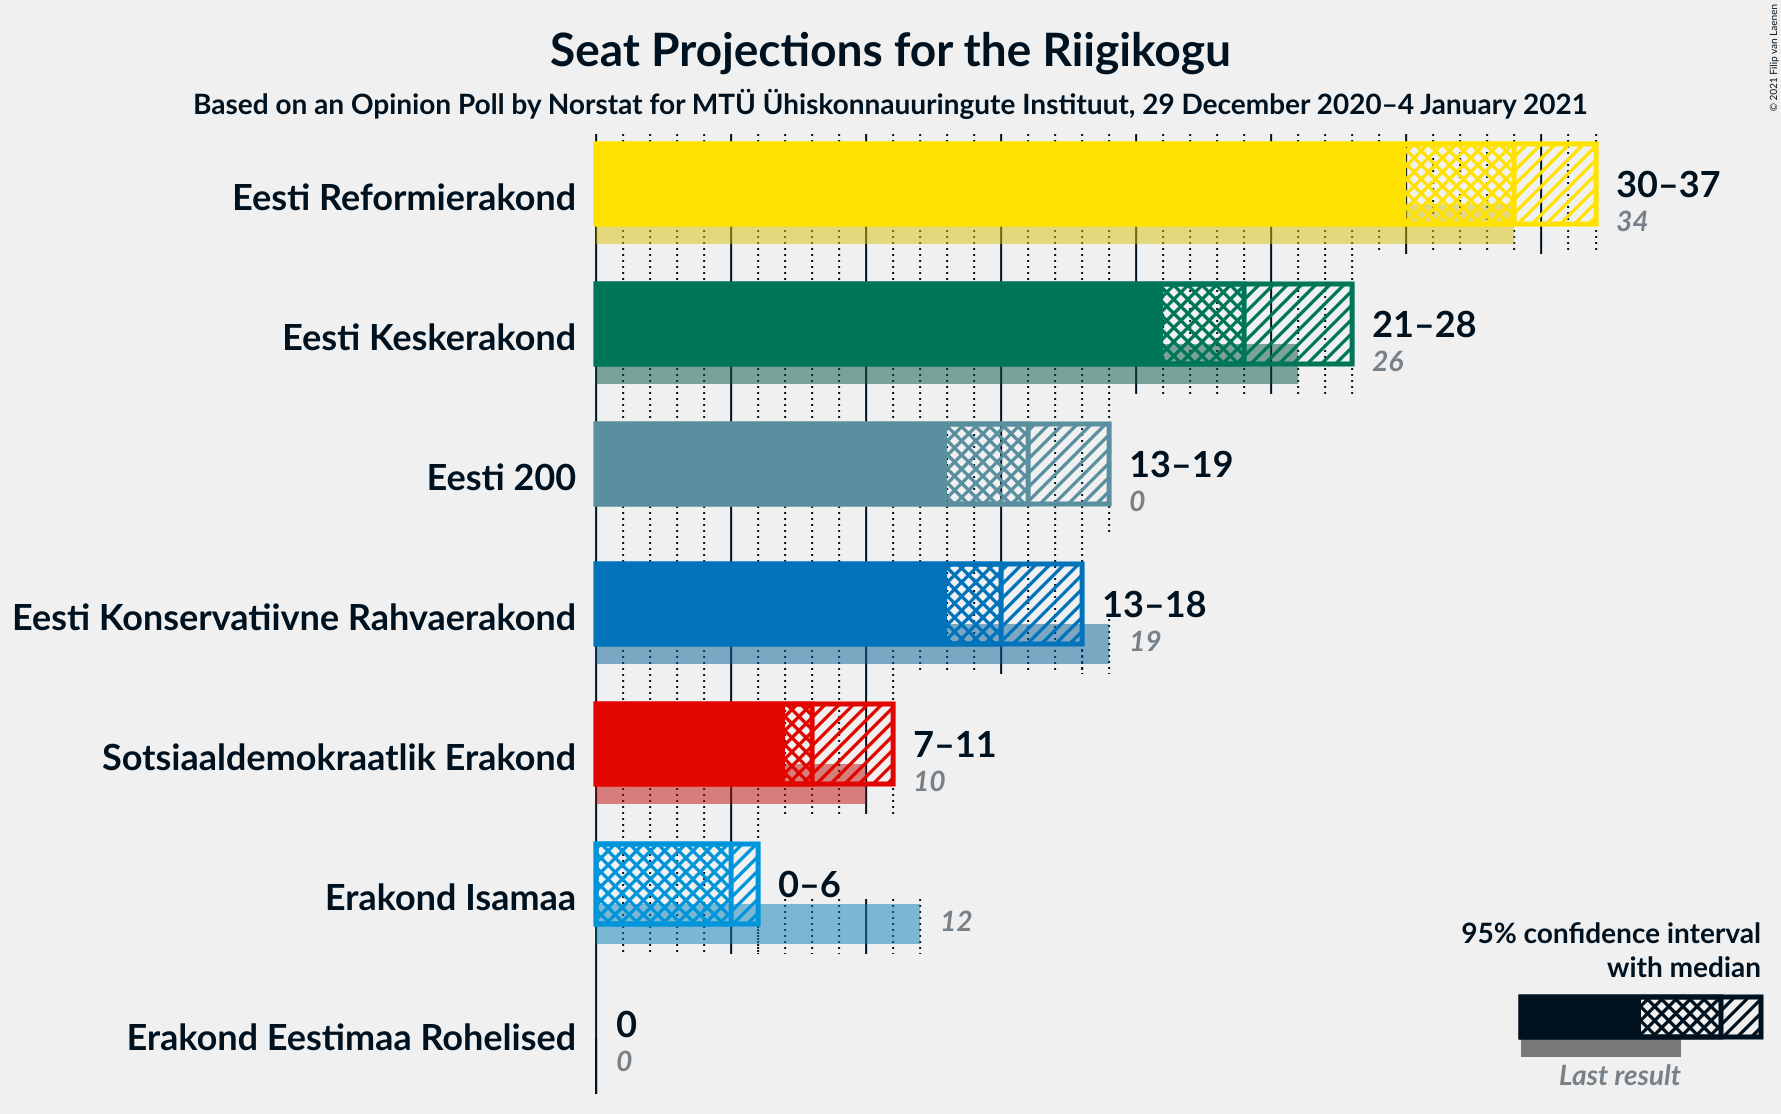 Seat Projections for the Riigikogu
Based on an Opinion Poll by Norstat for MTÜ Ühiskonnauuringute Instituut, 29 December 2020–4 January 2021
© 2021 Filip van Laenen
Eesti Reformierakond
30–37
34
Eesti Keskerakond
21–28
26
Eesti 200
13–19
0
Eesti Konservatiivne Rahvaerakond
13–18
19
Sotsiaaldemokraatlik Erakond
7–11
10
Erakond Isamaa
0–6
12
Erakond Eestimaa Rohelised
0
0
95% confidence interval
with median
Last result